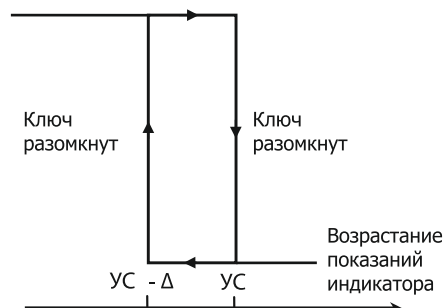 Ключ
разомкнут
Ключ
разомкнут
Возрастание
показаний
индикатора
УС - Δ
УС